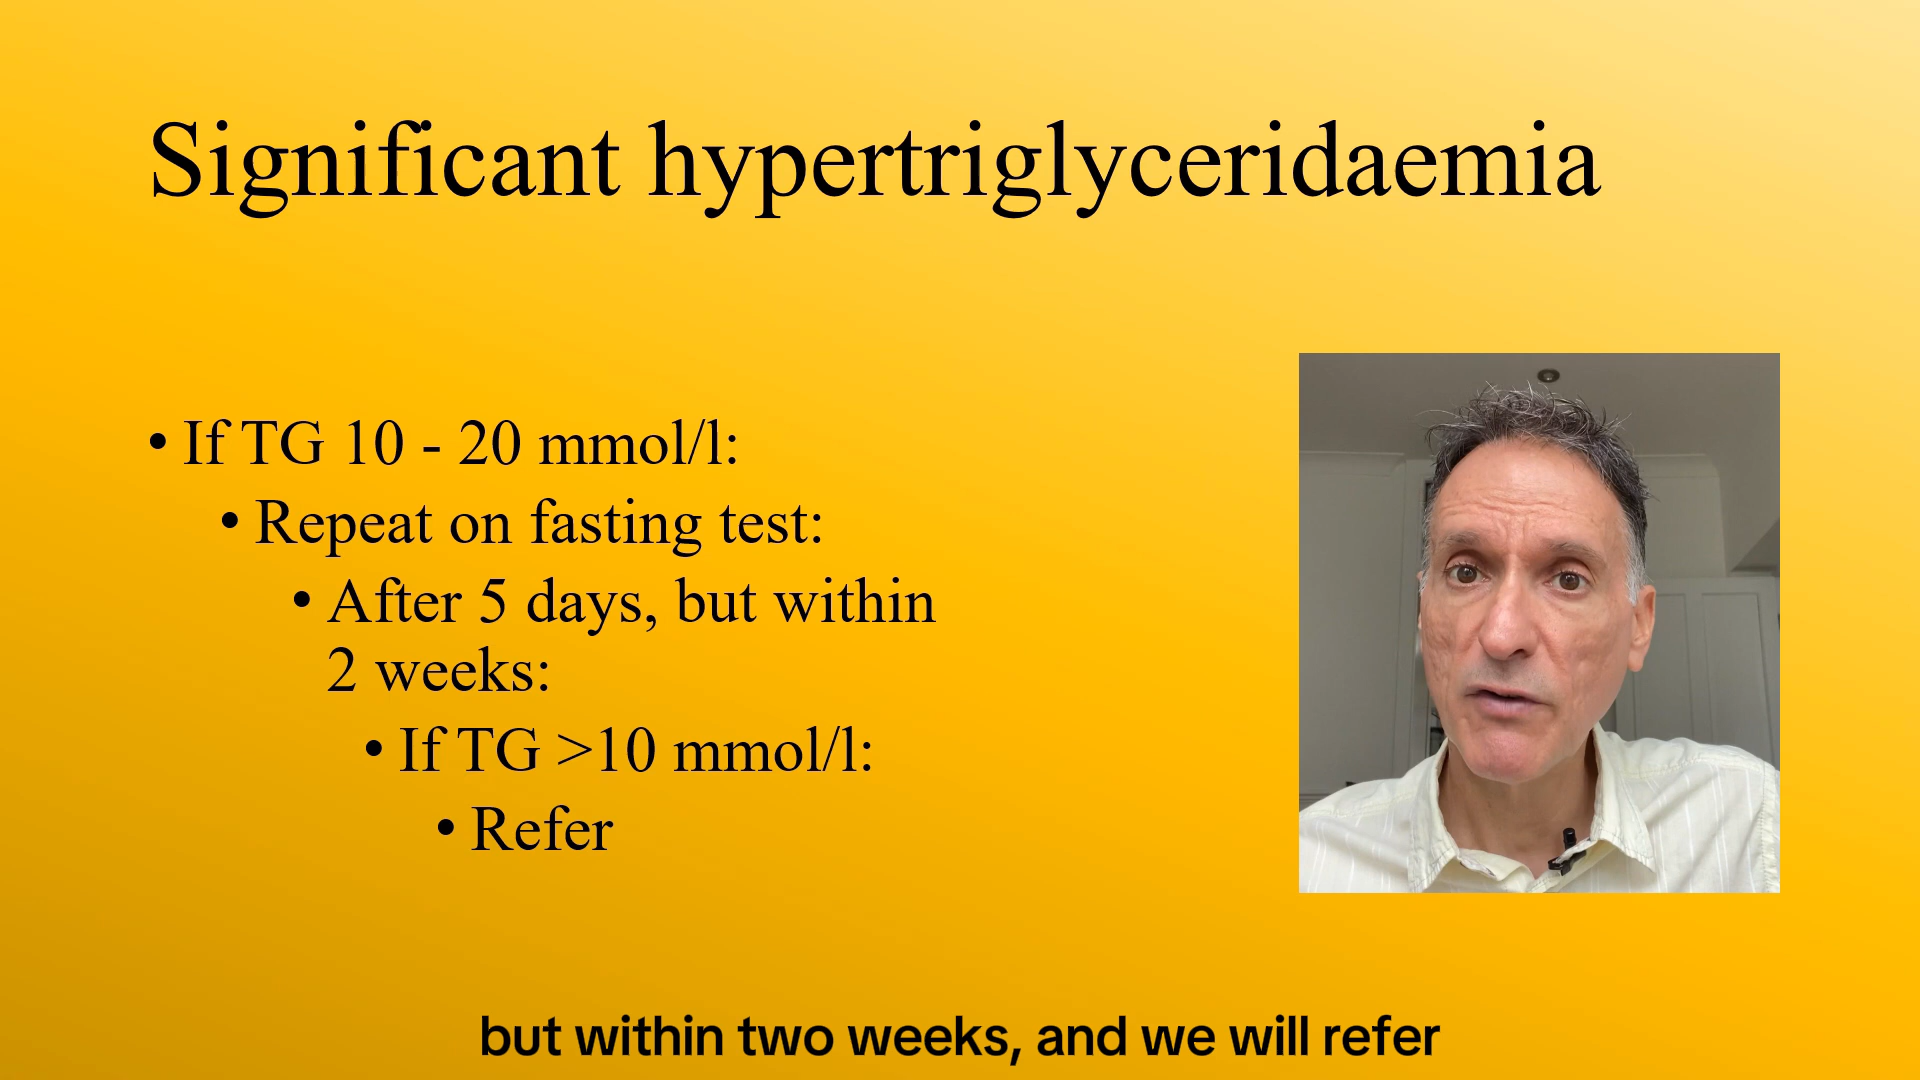 Significant hypertriglyceridaemia
• If TG 10 - 20 mmol/l:
• Repeat on fasting test:
• After 5 days, but within
2 weeks:
• If TG >10 mmol/l:
• Refer
but within two weeks, and we will refer